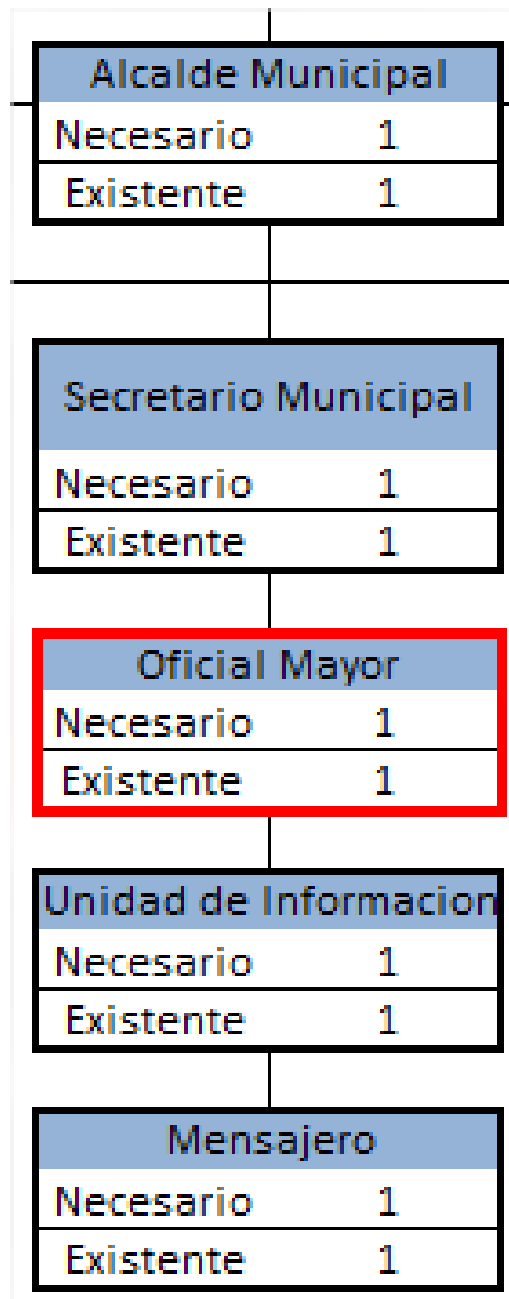 Alcalde Municipal
Necesario 1
Existente 1
Secretario Municipal
Necesario 1
Existente 1
Oficial Mayor
Necesario 1
Existente 1
Unidad de Informacion
Necesario 1
Existente 1
Mensajero
Necesario 1
Existente 1